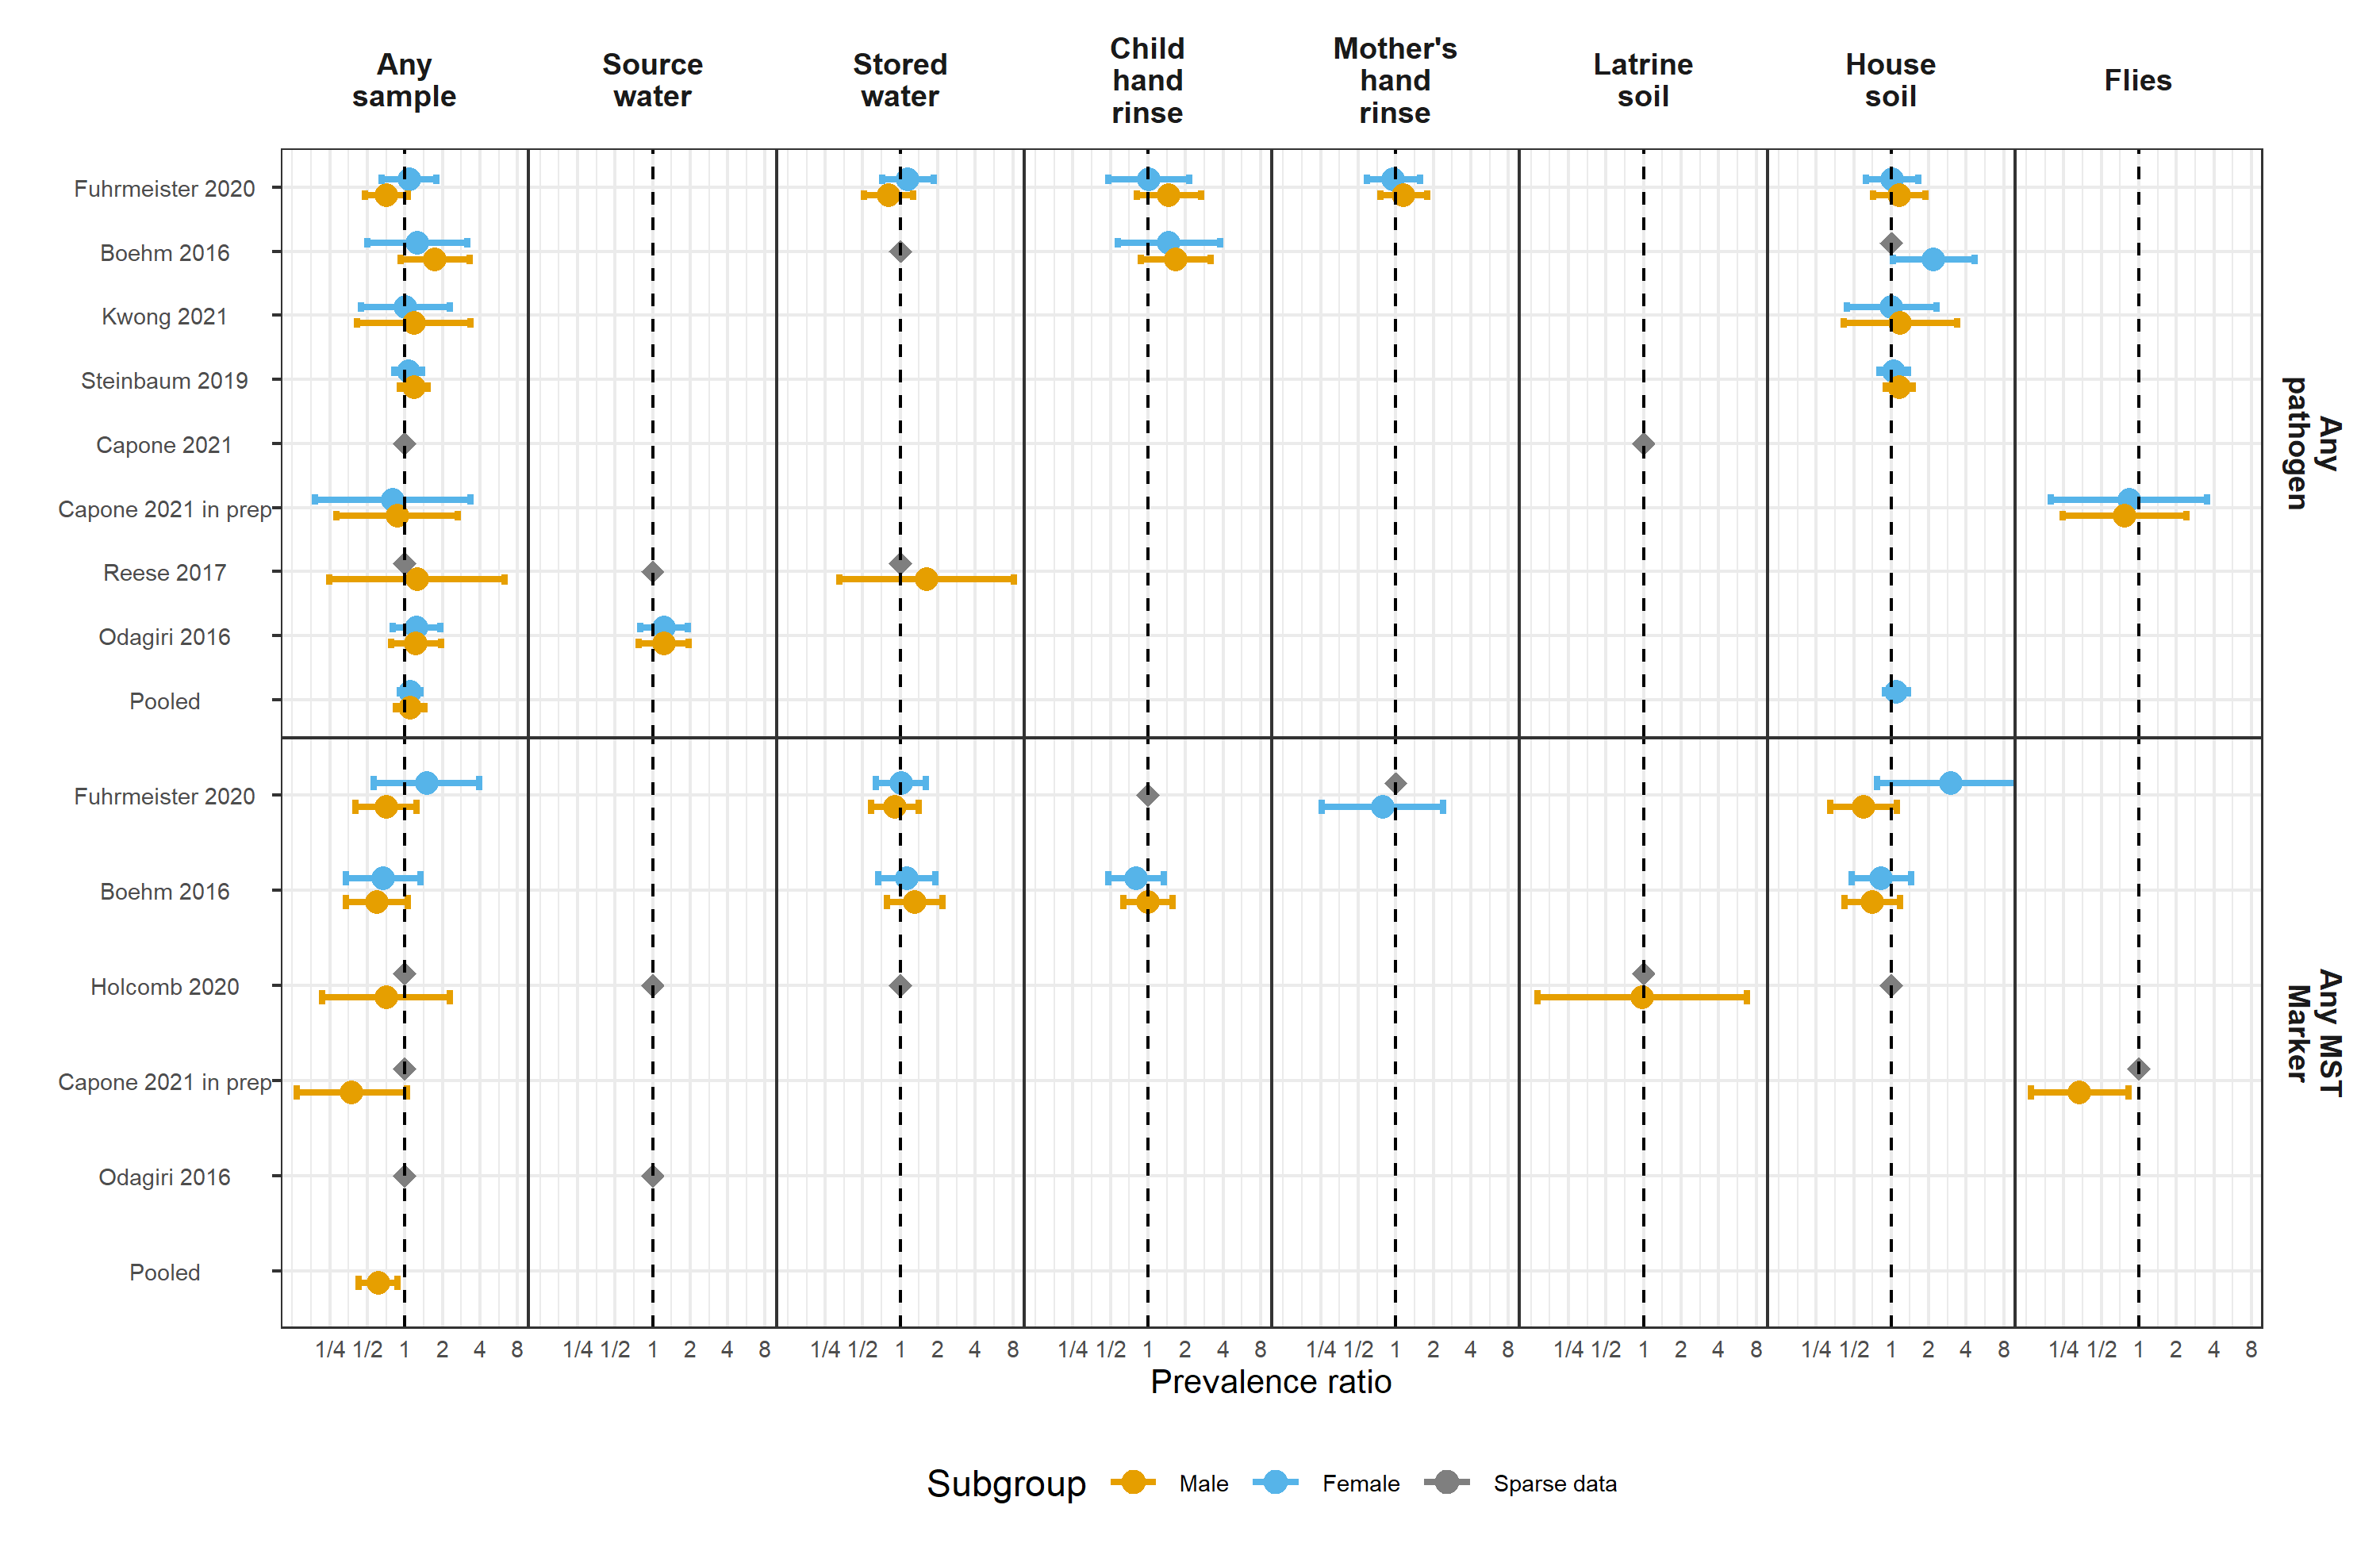 Any
sample
Source
water
Stored
water
Child
hand
rinse
Mother's
hand
rinse
Latrine
soil
House
soil
Flies
Fuhrmeister 2020
Boehm 2016
Kwong 2021
Steinbaum 2019
Capone 2021
Capone 2021 in prep
Reese 2017
Odagiri 2016
Pooled
Any
pathogen
Fuhrmeister 2020
Boehm 2016
Holcomb 2020
Capone 2021 in prep
Odagiri 2016
Pooled
Any MST
Marker
1/4 1/2 1 2 4 8 1/4 1/2 1 2 4 8 1/4 1/2 1 2 4 8 1/4 1/2 1 2 4 8 1/4 1/2 1 2 4 8 1/4 1/2 1 2 4 8 1/4 1/2 1 2 4 8 1/4 1/2 1 2 4 8
Prevalence ratio
Subgroup Male Female Sparse data